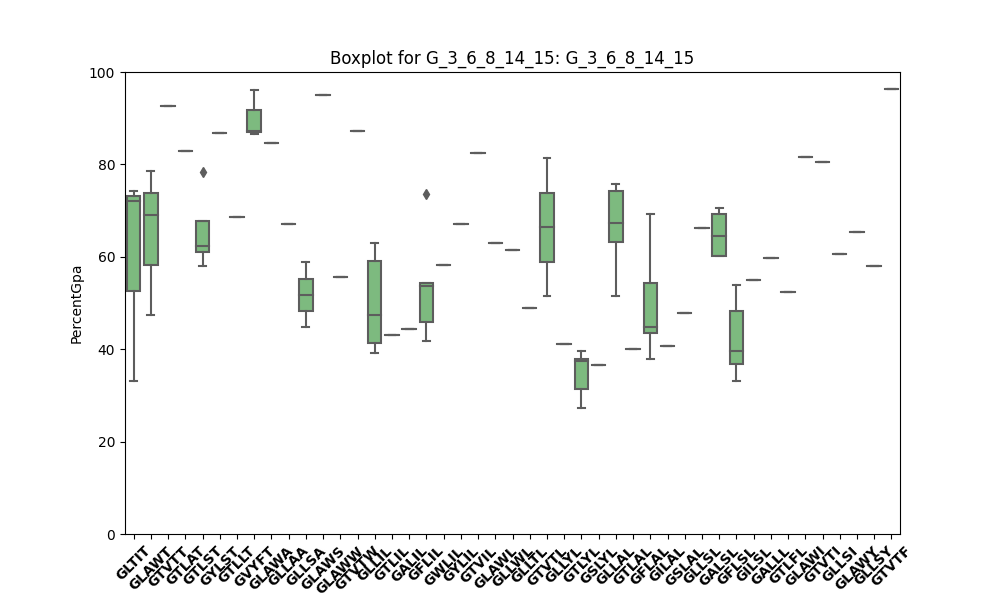 Boxplot for G_3_6_8_14_15: G_3_6_8_14_15
PercentGpa
100
80
60
40
20
0
GLTIT
GLAWT
GTVTT
GTLAT
GTLST
GYLST
GTLLT
GVYFT
GLAWA
GLLAA
GLLSA
GLAWS
GLAWW
GTVTW
GLLIL
GTLIL
GALIL
GFLIL
GWLIL
GYLIL
GTVIL
GLAWL
GLLWL
GLLTL
GTVTL
GLLYL
GTLYL
GSLYL
GLLAL
GTLAL
GFLAL
GILAL
GSLAL
GLLSL
GALSL
GFLSL
GILSL
GALLL
GTLFL
GLAWI
GTVTI
GLLSI
GLAWY
GLLSY
GTVTF